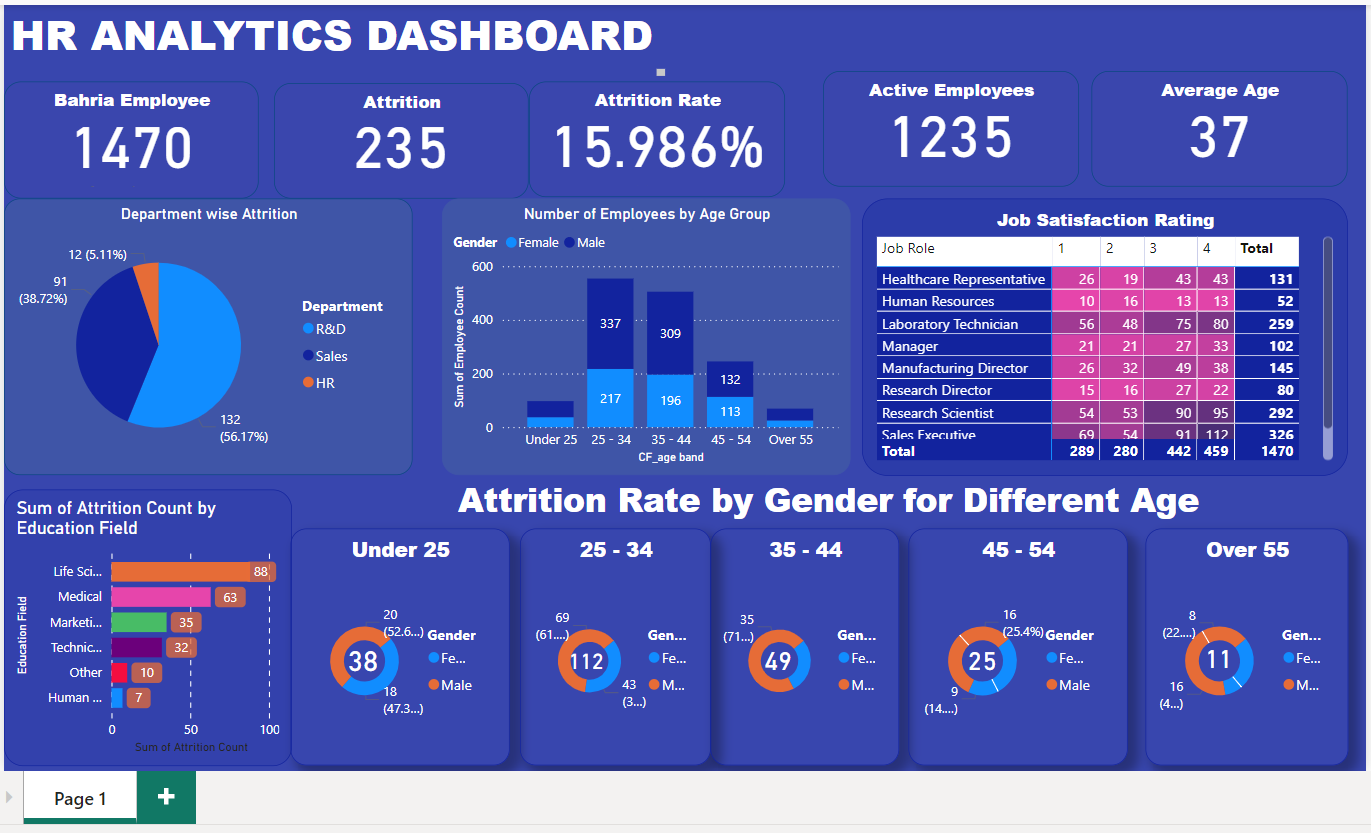 HR ANALYTICS DASHBOARD
Bahria Employee
1470
Attrition
235
Attrition Rate
15.986%
Active Employees
1235
Average Age
37
Department wise Attrition
12 (5.11%)
91
(38.72%)
132
(56.17%)
Department
R&D
Sales
HR
Number of Employees by Age Group
Gender Female Male
Sum of Employee Count
600
400
200
0
337
309
132
217
196
113
Under 25 25 - 34 35 - 44 45 - 54 Over 55
CF_age band
Job Satisfaction Rating
Job Role 1 2 3 4 Total
Healthcare Representative 26 19 43 43 131
Human Resources 10 16 13 13 52
Laboratory Technician 56 48 75 80 259
Manager 21 21 27 33 102
Manufacturing Director 26 32 49 38 145
Research Director 15 16 27 22 80
Research Scientist 54 53 90 95 292
Sales Executive 69 54 91 112 326
Total 289 280 442 459 1470
Sum of Attrition Count by
Education Field
Education Field
Life Sci... 88
Medical 63
Marketi... 35
Technic... 32
Other 10
Human ... 7
0 50 100
Sum of Attrition Count
Attrition Rate by Gender for Different Age
Under 25
20
(52.6...)
38
18
(47.3...)
Gender
Fe...
Male
25 - 34
69
(61....)
112
43
(3...)
Gen...
Fe...
M...
35 - 44
35
(71...)
49
Gen...
Fe...
M...
45 - 54
16
(25.4%)
25
9
(14....)
Gender
Fe...
Male
Over 55
8
(22....)
11
16
(4...)
Gen...
Fe...
M...
Page 1
+